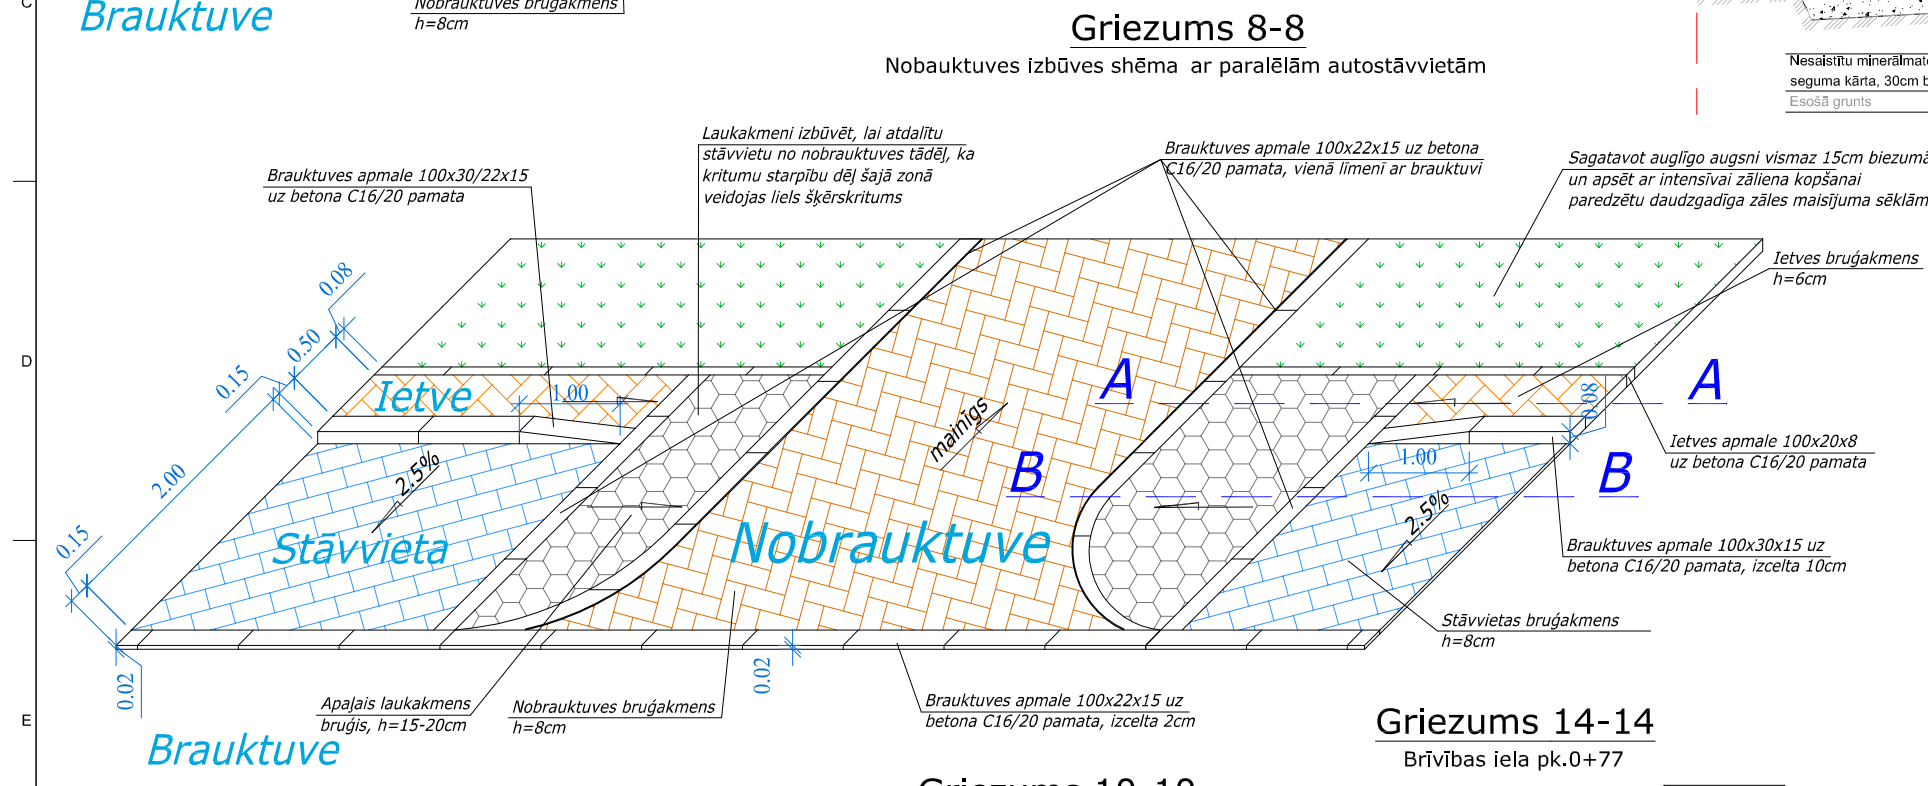 C
Brauktuve
Nobrauktuves bruģakmens
h=8cm
Griezums 8-8
Nobauktuves izbūves shēma ar paralēlām autostāvvietām
Nesaistītu
seguma kārta, 30cm
Esošā grunts
Laukakmeni izbūvēt, lai atdalītu
stāvvietu no nobrauktuves tādēļ, ka
kritumu starpību dēļ šajā zonā
veidojas liels šķērskritums
Brauktuves apmale 100x22x15 uz betona
C16/20 pamata, vienā līmenī ar brauktuvi
Sagatavot auglīgo augsni vismaz 15cm
un apsēt ar intensīvai zāliena kopšanai
paredzētu daudzgadīga zāles maisījuma
Brauktuves apmale 100x30/22x15
uz betona C16/20 pamata
Ietves bruģakmens
h=6cm
0.08
0.50
0.15
D
Ietve
1.00
A
A
0.08
mainīgs
Ietves apmale 100x20x8
uz betona C16/20 pamata
2.00
2.5%
B
1.00
B
2.5%
0.15
Stāvvieta
Nobrauktuve
Brauktuves apmale 100x30x15 uz
betona C16/20 pamata, izcelta 10cm
Stāvvietas bruģakmens
h=8cm
0.02
0.02
Apaļais laukakmens
bruģis, h=15-20cm
Nobrauktuves bruģakmens
h=8cm
Brauktuves apmale 100x22x15 uz
betona C16/20 pamata, izcelta 2cm
E
Brauktuve
Griezums 14-14
Brīvības iela pk.0+77